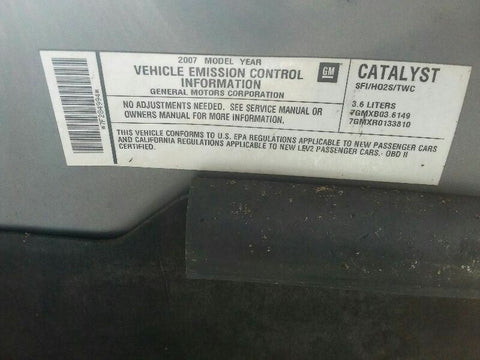 2007 MODEL YEAR
VEHICLE EMISSION CONTROL
INFORMATION
GENERAL MOTORS CORPORATION
GM
CATALYST
SFI/HO2S/TWC
NO ADJUSTMENTS NEEDED. SEE SERVICE MANUAL OR
OWNERS MANUAL FOR MORE INFORMATION.
3.6 LITERS
7GMXB03.6149
7GMXR0133810
THIS VEHICLE CONFORMS TO U.S. EPA REGULATIONS APPLICABLE TO NEW PASSENGER CARS
AND CALIFORNIA REGULATIONS APPLICABLE TO NEW LEV2 PASSENGER CARS. OBD II
CERTIFIED.